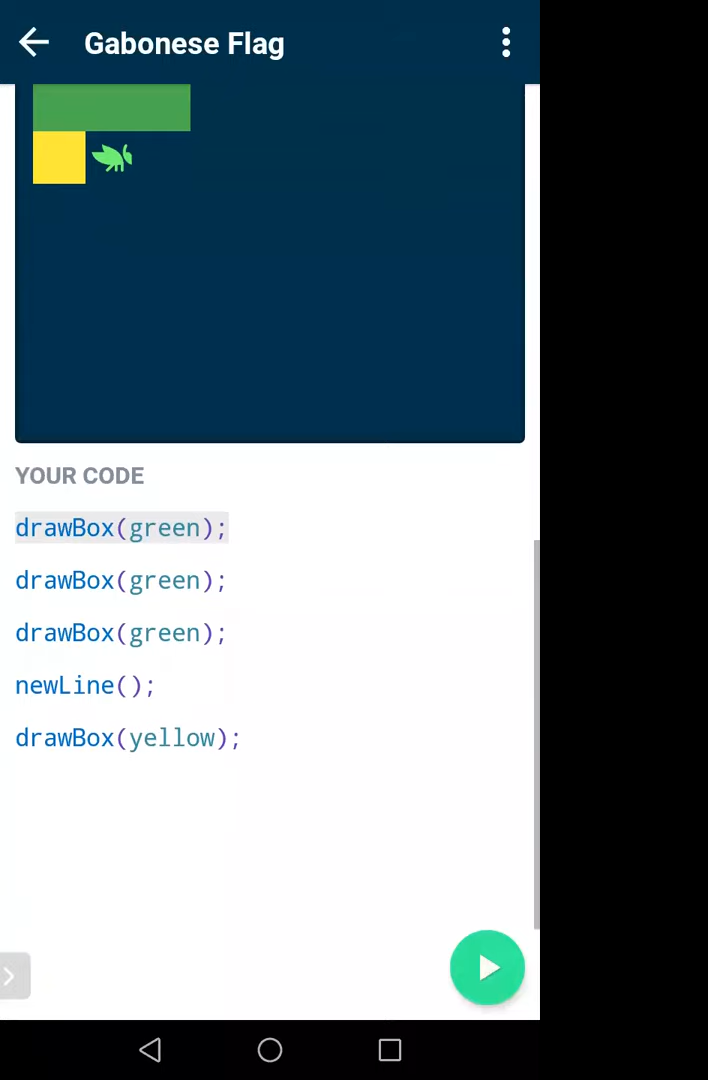 Gabonese Flag
YOUR CODE
drawBox(green);
drawBox(green);
drawBox(green);
newLine();
drawBox(yellow);